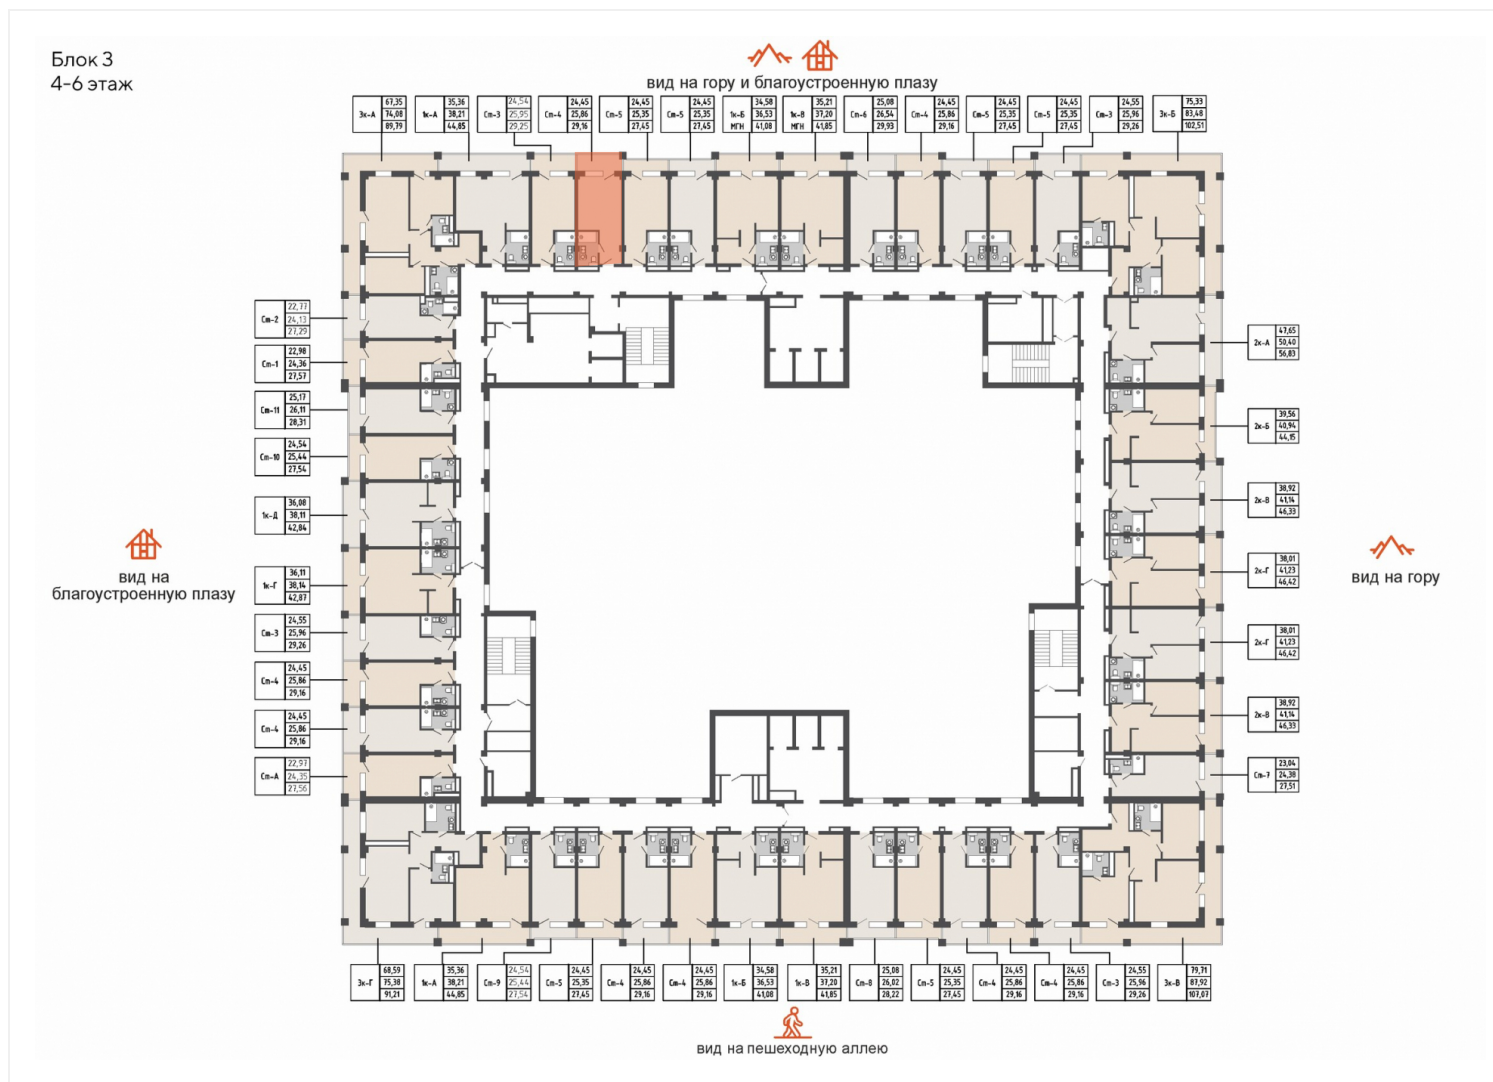 Блок 3
4-6 этаж
вид на гору и благоустроенную плазу
3к-А 67,35 74,08 89,79
1к-А 35,36 38,21 44,85
Ст-3 24,54 25,95 29,25
Ст-4 24,45 25,86 29,16
Ст-5 24,45 25,35 27,45
Ст-5 24,45 25,35 27,45
1к-Б МГН 34,58 36,53 41,08
1к-В МГН 35,21 37,20 41,85
Ст-6 25,08 26,54 29,93
Ст-4 24,45 25,86 29,16
Ст-5 24,45 25,35 27,45
Ст-5 24,45 25,35 27,45
Ст-3 24,55 25,96 29,26
3к-Б 75,33 83,48 102,51
Ст-2 22,77 24,13 27,29
Ст-1 22,98 24,36 27,57
Ст-11 25,17 26,11 28,31
Ст-10 24,54 25,44 27,54
1к-Д 36,08 38,11 42,84
1к-Г 36,11 38,14 42,87
Ст-3 24,55 25,96 29,26
Ст-4 24,45 25,86 29,16
Ст-4 24,45 25,86 29,16
Ст-А 22,97 24,35 27,56
вид на
благоустроенную плазу
2к-А 47,65 50,40 56,83
2к-Б 39,56 40,94 44,15
2к-В 38,92 41,14 46,33
2к-Г 38,01 41,23 46,42
2к-Г 38,01 41,23 46,42
2к-В 38,92 41,14 46,33
Ст-7 23,04 24,38 27,51
вид на гору
3к-Г 68,59 75,38 91,21
1к-А 35,36 38,21 44,85
Ст-9 24,54 25,44 27,54
Ст-5 24,45 25,35 27,45
Ст-4 24,45 25,86 29,16
Ст-4 24,45 25,86 29,16
1к-Б 34,58 36,53 41,08
1к-В 35,21 37,20 41,85
Ст-8 25,08 26,02 28,22
Ст-5 24,45 25,35 27,45
Ст-4 24,45 25,86 29,16
Ст-4 24,45 25,86 29,16
Ст-3 24,55 25,96 29,26
3к-В 79,71 87,92 107,07
вид на пешеходную аллею